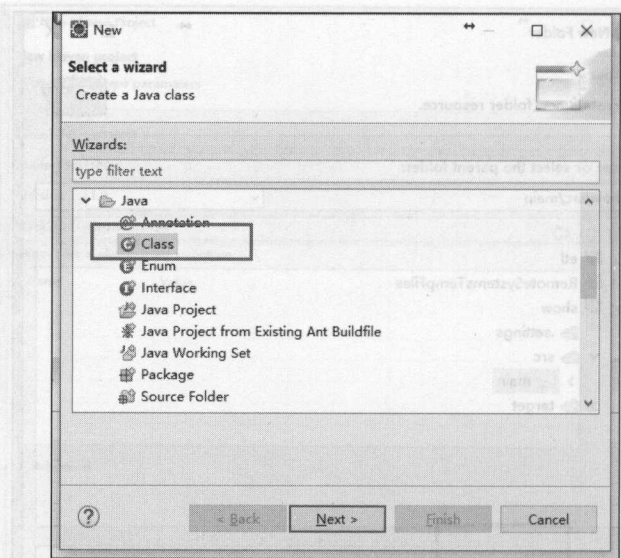 New
Select a wizard
Create a Java class
Wizards:
type filter text
Java
Annotation
Class
Enum
Interface
Java Project
Java Project from Existing Ant Buildfile
Java Working Set
Package
Source Folder
?
< Back
Next >
Finish
Cancel